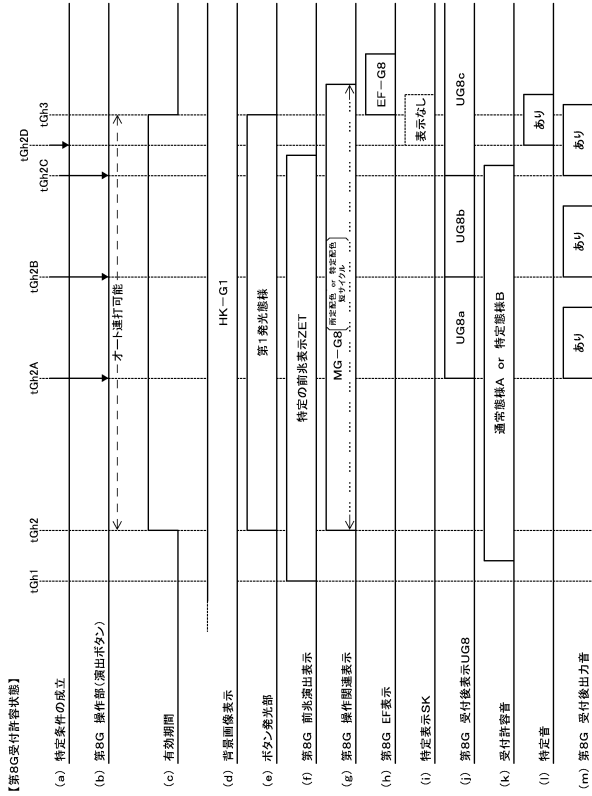 【第8G受付許容状態】
tGh1
tGh2
tGh2A
tGh2B
tGh2C
tGh2D
tGh3
(a) 特定条件の成立
(b) 第8G 操作部(演出ボタン)
オート連打可能
(c) 有効期間
(d) 背景画像表示
HK－G1
(e) ボタン発光部
第1発光態様
(f) 第8G 前兆演出表示
特定の前兆表示ZET
(g) 第8G 操作関連表示
MG－G8
所定配色 or 特定配色
短サイクル
(h) 第8G EF表示
EF－G8
(i) 特定表示SK
表示なし
(j) 第8G 受付後表示UG8
UG8a
UG8b
UG8c
(k) 受付許容音
通常態様A or 特定態様B
(l) 特定音
あり
(m) 第8G 受付後出力音
あり
あり
あり